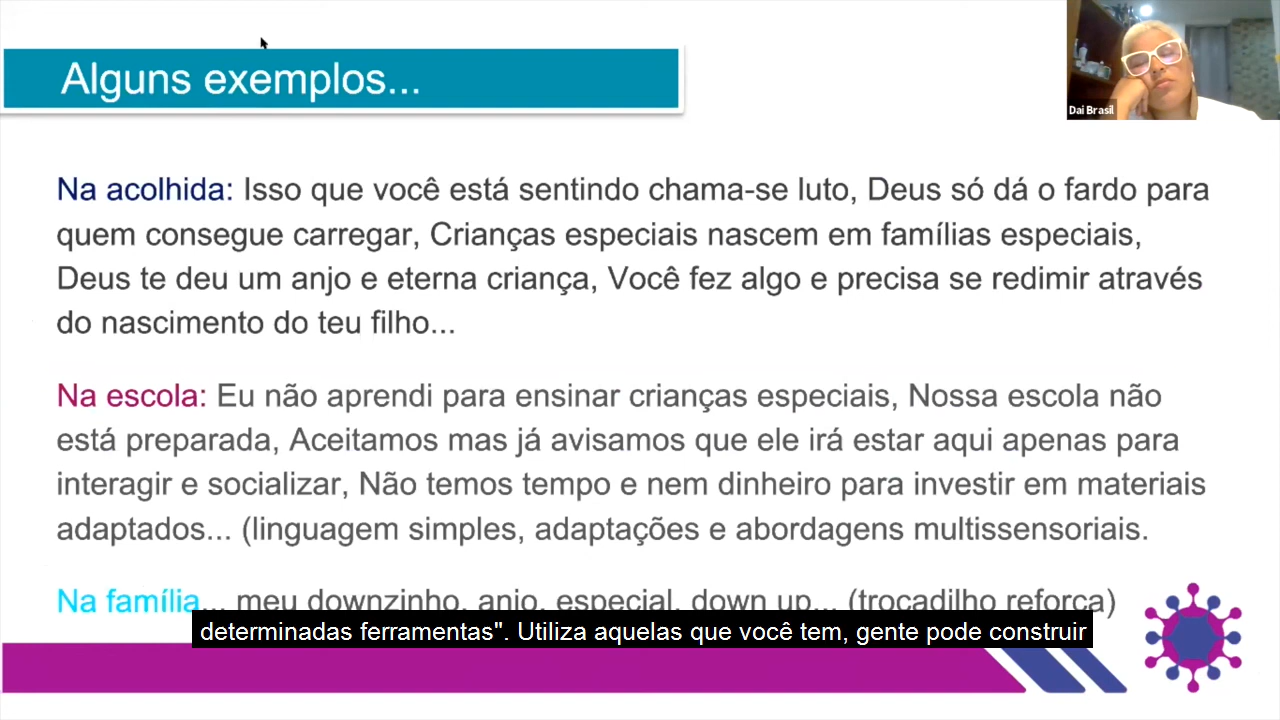 Alguns exemplos...
Dai Brasil
Na acolhida: Isso que você está sentindo chama-se luto, Deus só dá o fardo para
quem consegue carregar, Crianças especiais nascem em famílias especiais,
Deus te deu um anjo e eterna criança, Você fez algo e precisa se redimir através
do nascimento do teu filho...
Na escola: Eu não aprendi para ensinar crianças especiais, Nossa escola não
está preparada, Aceitamos mas já avisamos que ele irá estar aqui apenas para
interagir e socializar, Não temos tempo e nem dinheiro para investir em materiais
adaptados... (linguagem simples, adaptações e abordagens multissensoriais.
Na família... meu downzinho, anjo, especial, down up... (trocadilho reforça)
determinadas ferramentas". Utiliza aquelas que você tem, gente pode construir